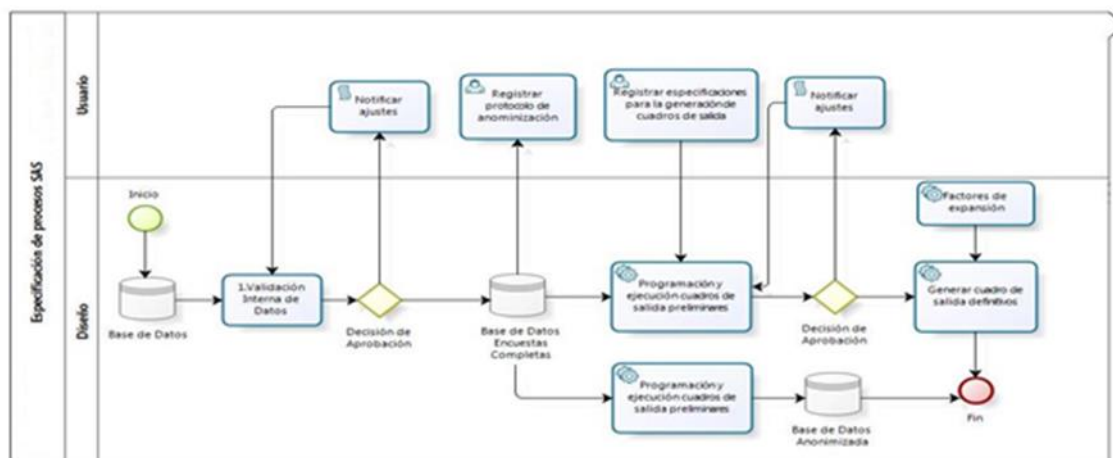 Especificación de procesos SAS
Usuario
Notificar
ajustes
Registrar
protocolo de
anominización
Registrar especificaciones
para la generación de
cuadros de salida
Notificar
ajustes
Diseño
Inicio
Base de Datos
1.Validación
Interna de
Datos
Decisión de
Aprobación
Base de Datos
Encuestas
Completas
Programación y
ejecución cuadros de
salida preliminares
Decisión de
Aprobación
Factores de
expansión
Generar cuadro de
salida definitivos
Programación y
ejecución cuadros de
salida preliminares
Base de Datos
Anonimizada
Fin